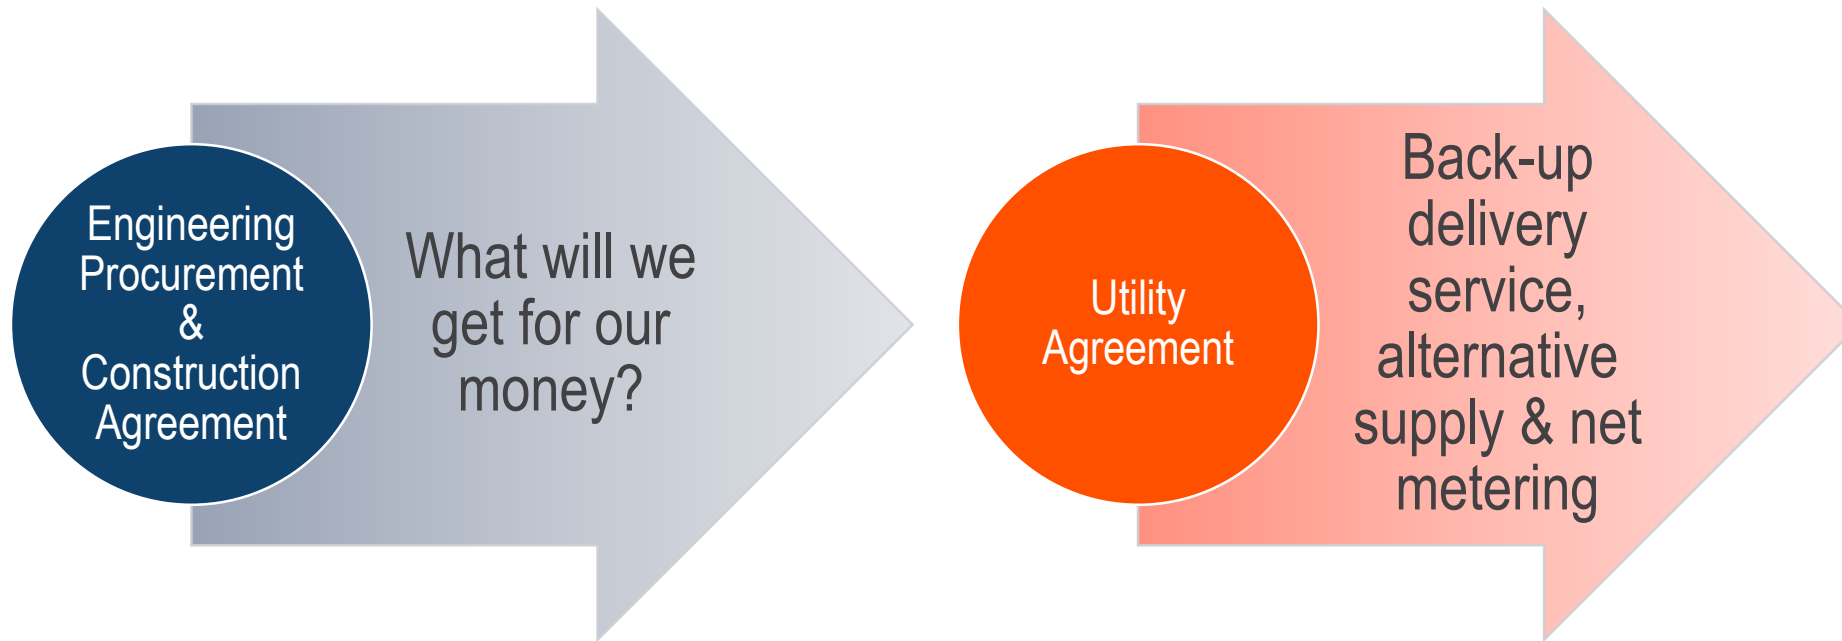 Engineering
Procurement
&
Construction
Agreement
What will we
get for our
money?
Utility
Agreement
Back-up
delivery
service,
alternative
supply & net
metering